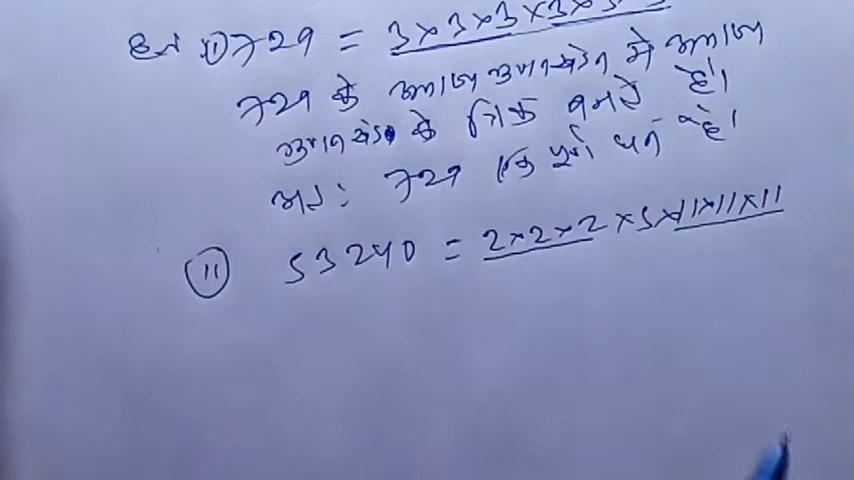 हल (i) 729 = 3×3×3×3×3×3
729 के अभाज्य गुणनखंडन में अभाज्य
गुणनखंड के त्रिक बनते है।
अत: 729 एक पूर्ण घन है।
(ii) 53240 = 2×2×2×5×11×11×11